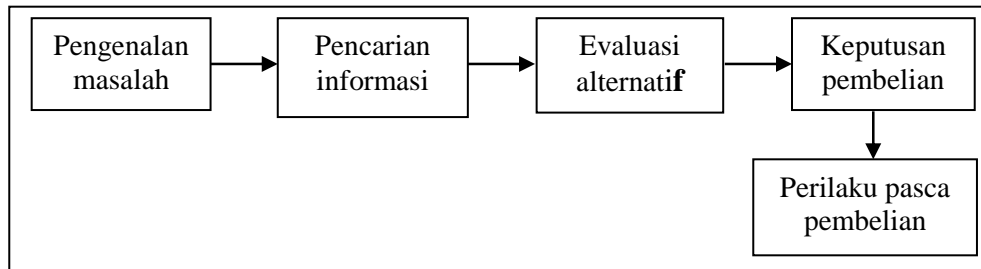 Pengenalan
masalah
Pencarian
informasi
Evaluasi
alternatif
Keputusan
pembelian
Perilaku pasca
pembelian